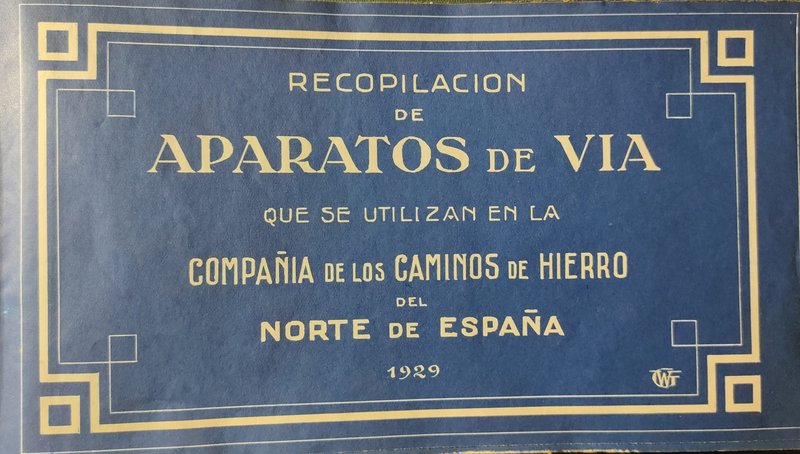 RECOPILACION
DE
APARATOS DE VIA
QUE SE UTILIZAN EN LA
COMPAÑIA DE LOS CAMINOS DE HIERRO
DEL
NORTE DE ESPAÑA
1929